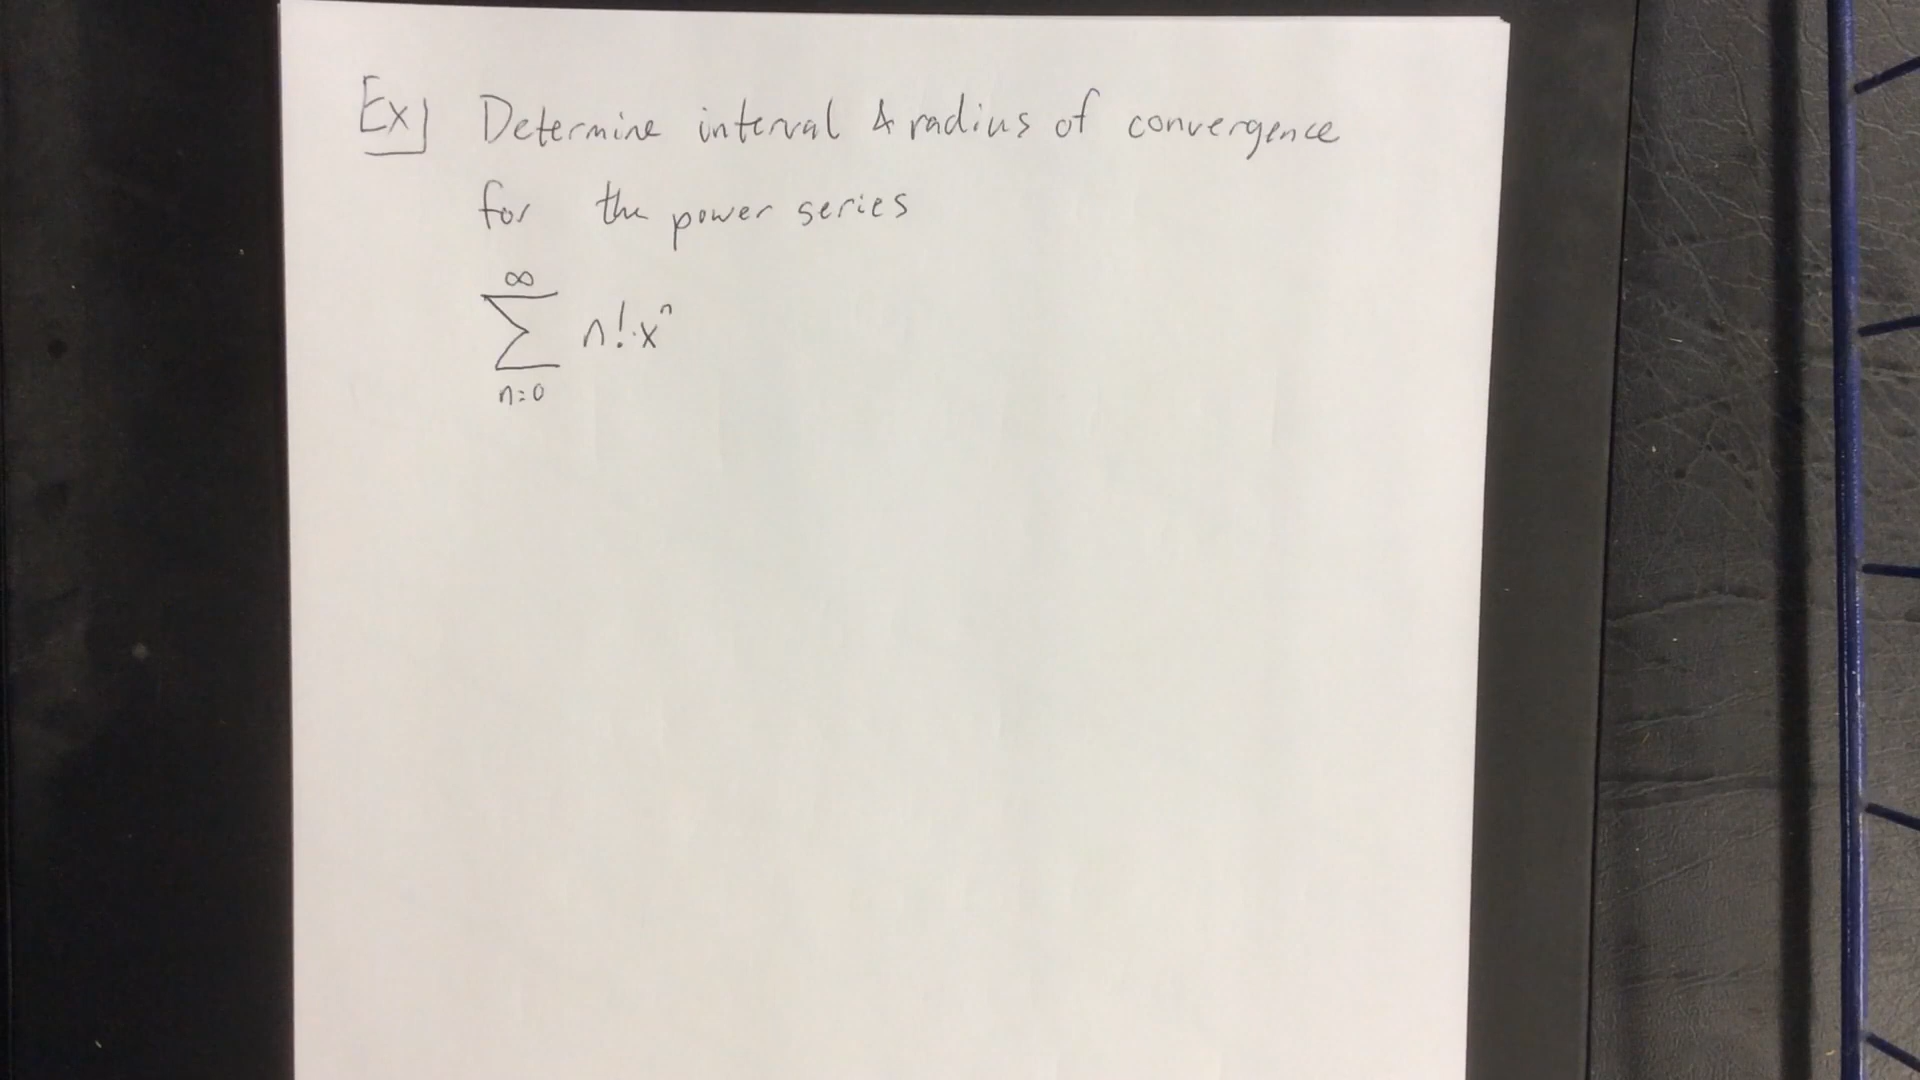 Ex] Determine interval & radius of convergence
for the power series
∞
∑ n!·xⁿ
n=0